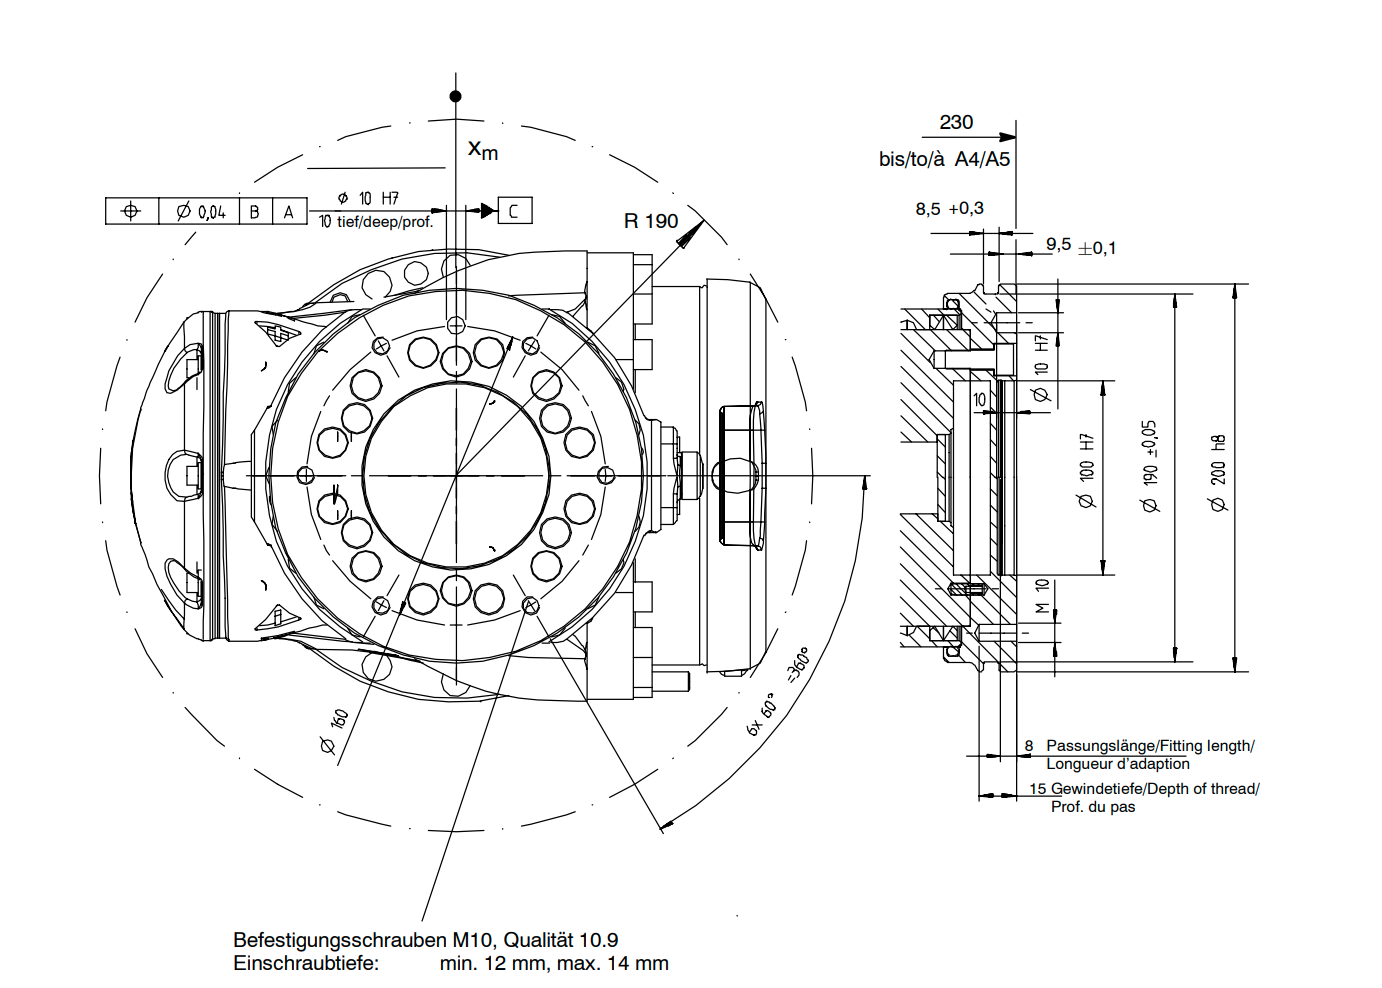 230
bis/to/à A4/A5
xm
8,5 +0,3
9,5 ±0,1
⌖ Ø 0,04 B A
ø 10 H7
10 tief/deep/prof.
C
R 190
Ø 10 H7
10
Ø 100 H7
Ø 190 ±0,05
Ø 200 h8
M 10
Ø 160
6x 60° =360°
8 Passungslänge/Fitting length/
Longueur d'adaption
15 Gewindetiefe/Depth of thread/
Prof. du pas
Befestigungsschrauben M10, Qualität 10.9
Einschraubtiefe: min. 12 mm, max. 14 mm